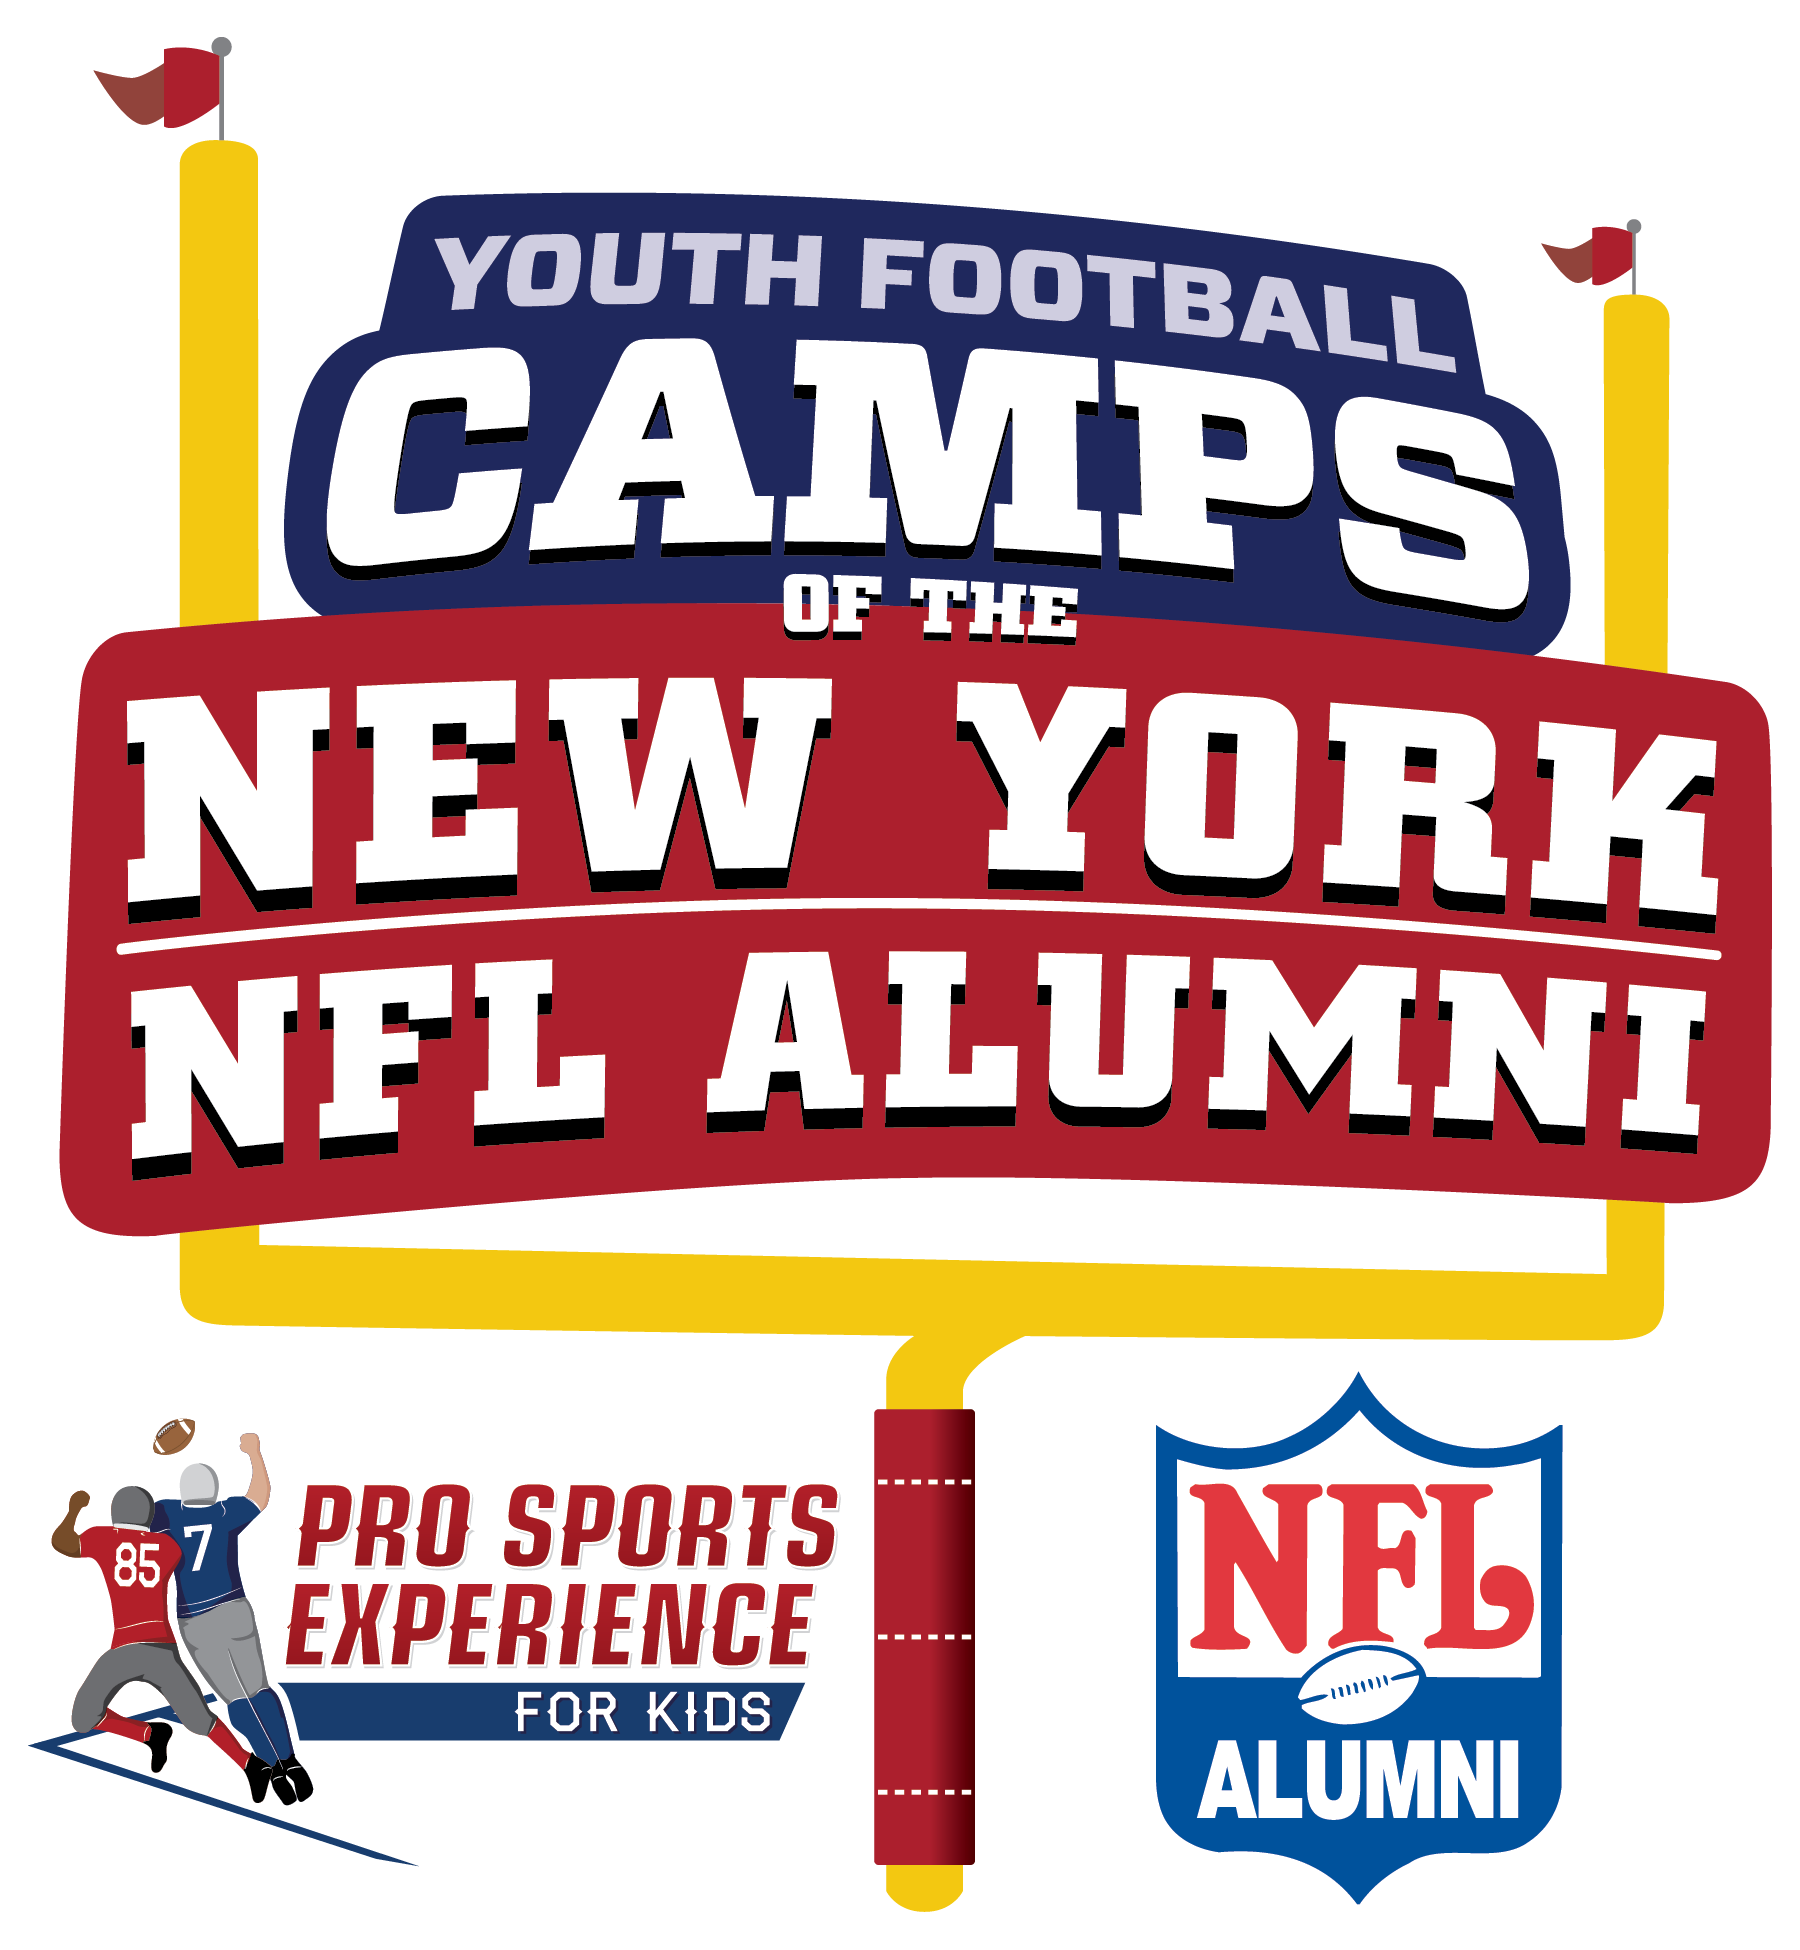 YOUTH FOOTBALL
CAMPS
OF THE
NEW YORK
NFL ALUMNI
85
7
PRO SPORTS
EXPERIENCE
FOR KIDS
NFL
ALUMNI